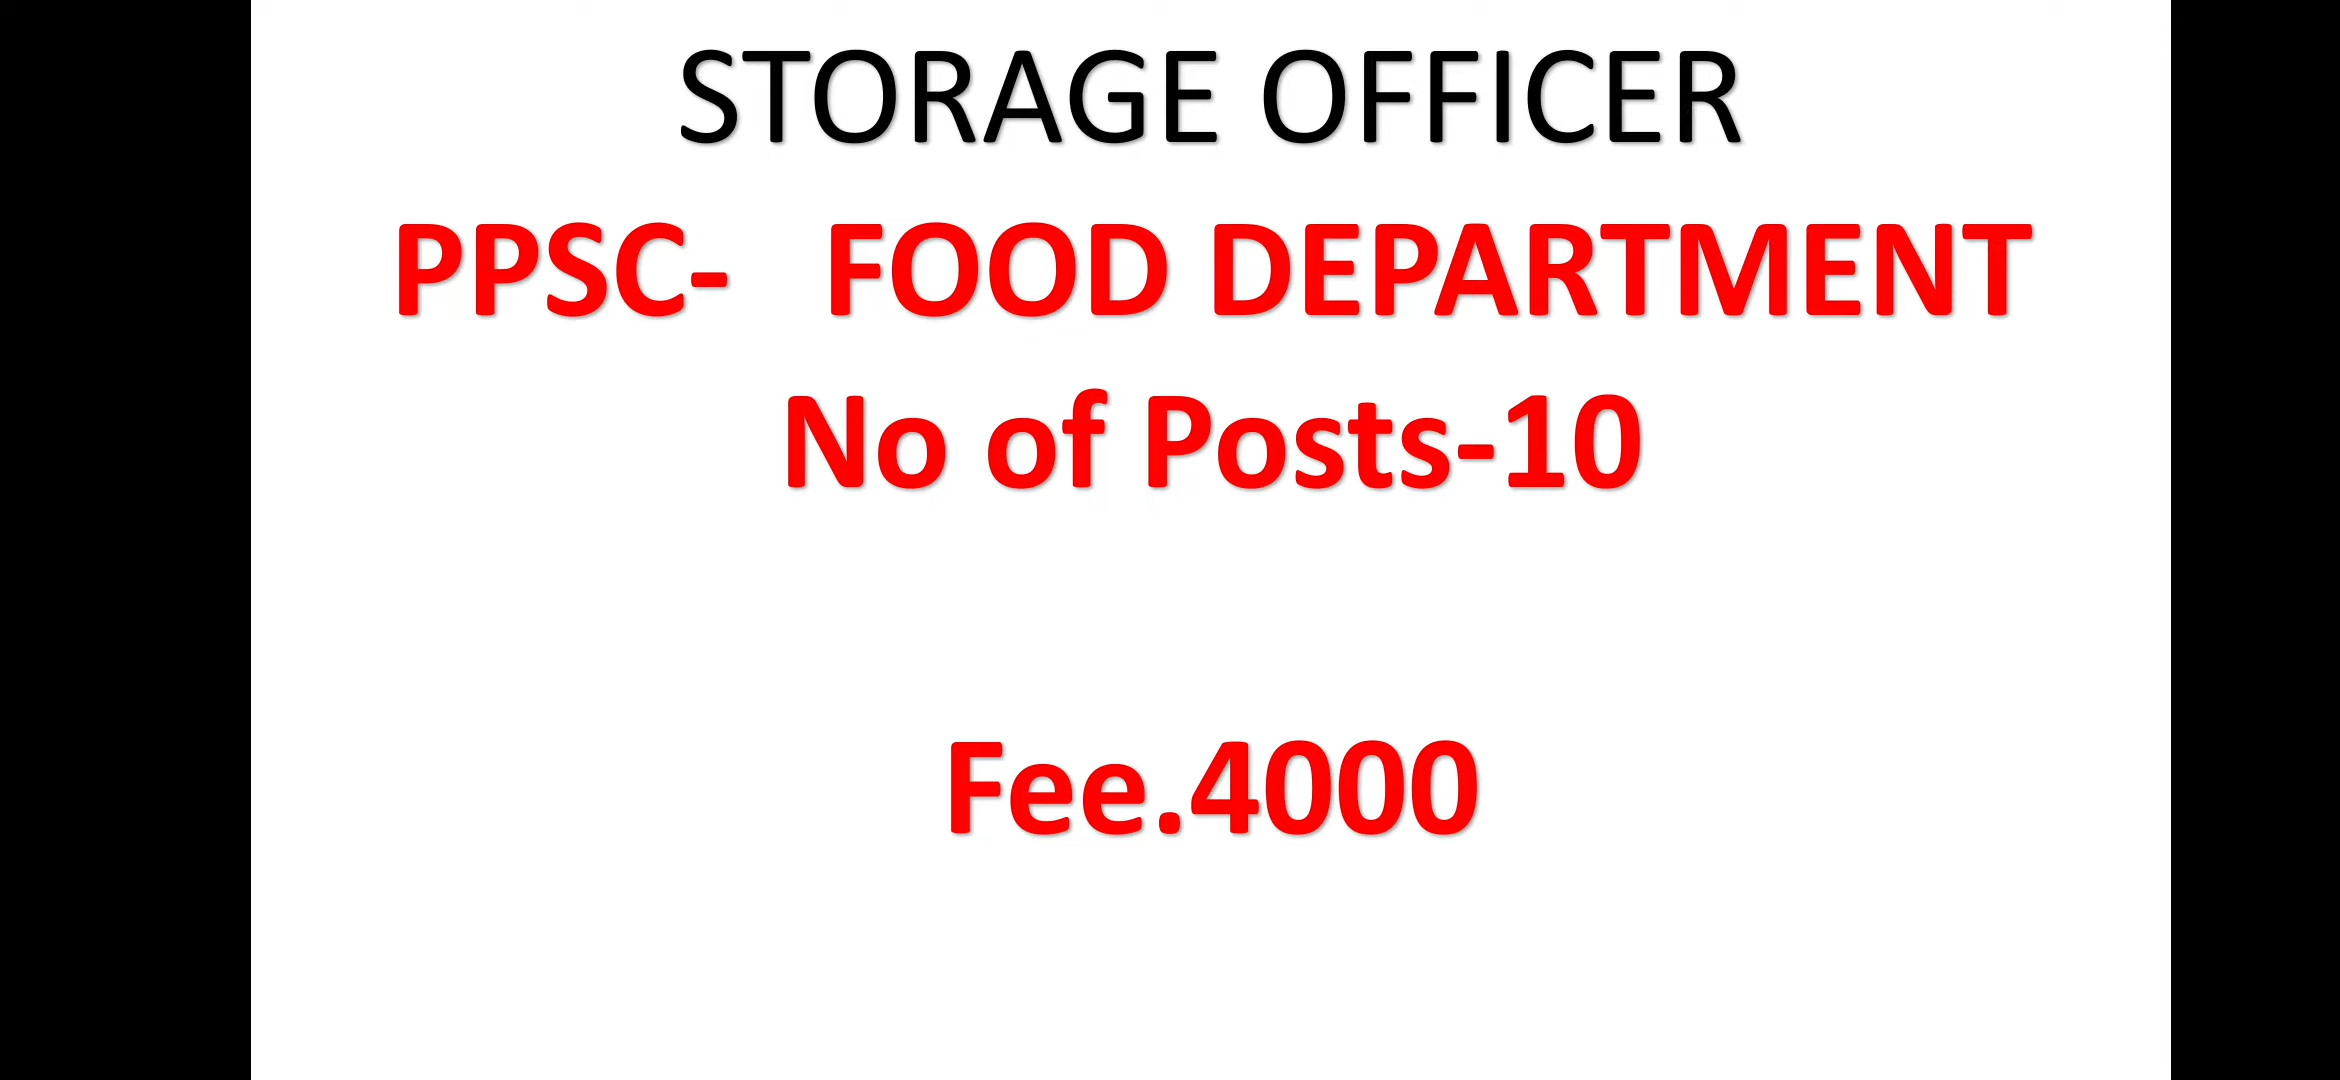 STORAGE OFFICER
PPSC- FOOD DEPARTMENT
No of Posts-10
Fee.4000